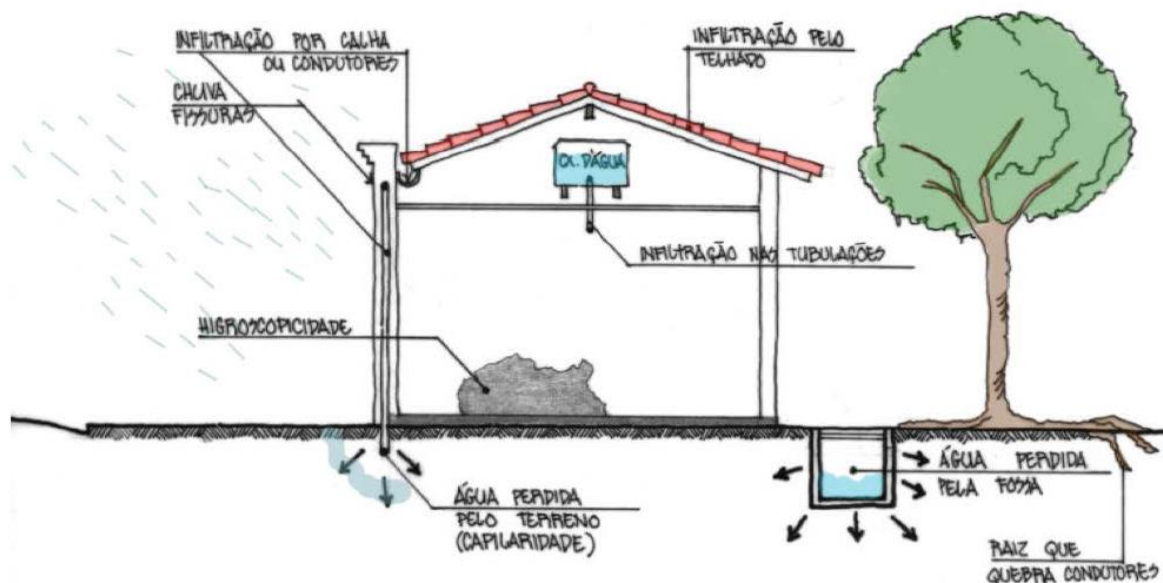 INFILTRAÇÃO POR CALHA
OU CONDUTORES
CHUVA
FISSURAS
INFILTRAÇÃO PELO
TELHADO
CX. D'ÁGUA
INFILTRAÇÃO NAS TUBULAÇÕES
HIGROSCOPICIDADE
ÁGUA PERDIDA
PELO TERRENO
(CAPILARIDADE)
ÁGUA PERDIDA
PELA FOSSA
RAIZ QUE
QUEBRA CONDUTORES